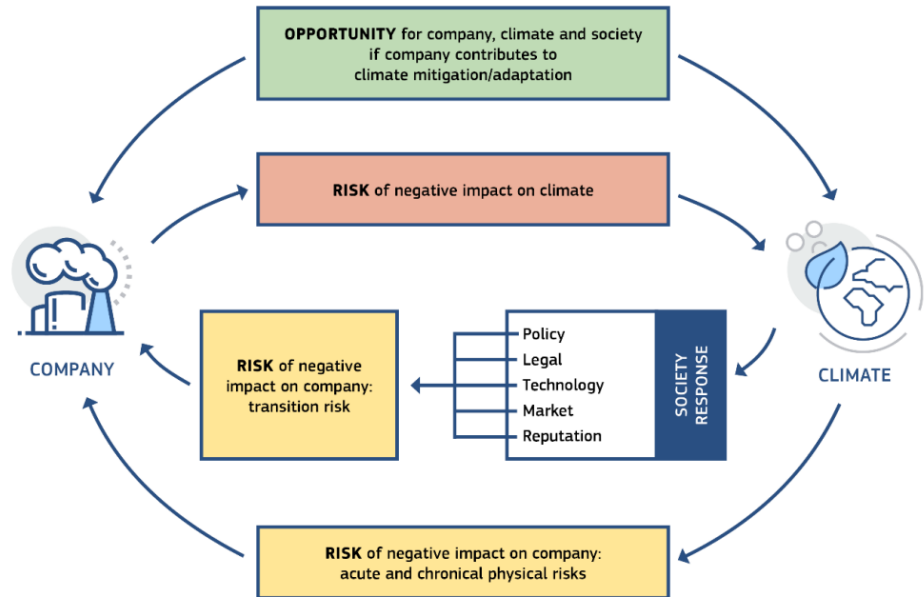 OPPORTUNITY for company, climate and society
if company contributes to
climate mitigation/adaptation
RISK of negative impact on climate
COMPANY
RISK of negative
impact on company:
transition risk
Policy
Legal
Technology
Market
Reputation
SOCIETY
RESPONSE
CLIMATE
RISK of negative impact on company:
acute and chronical physical risks